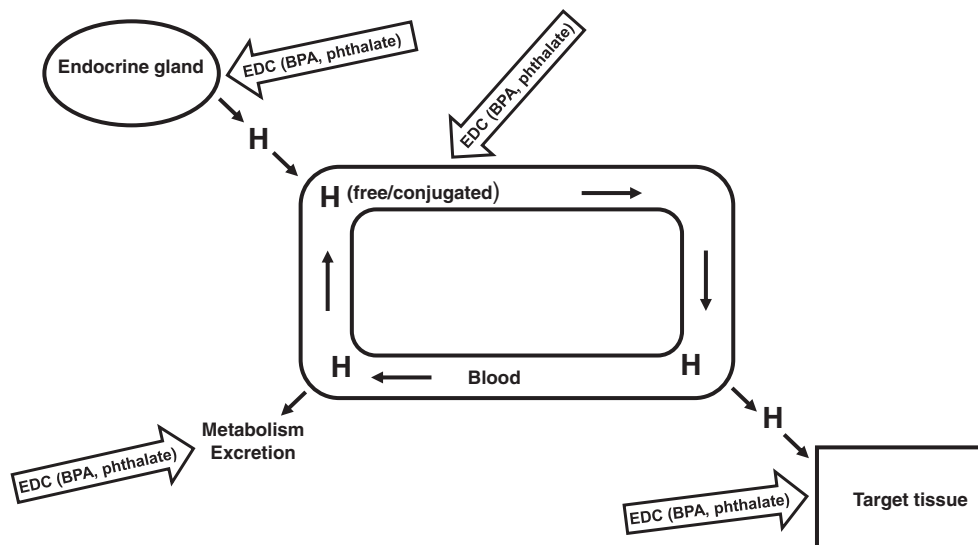 Endocrine gland
EDC (BPA, phthalate)
EDC (BPA, phthalate)
H
H (free/conjugated)
H
Blood
H
Metabolism
Excretion
H
EDC (BPA, phthalate)
EDC (BPA, phthalate)
Target tissue